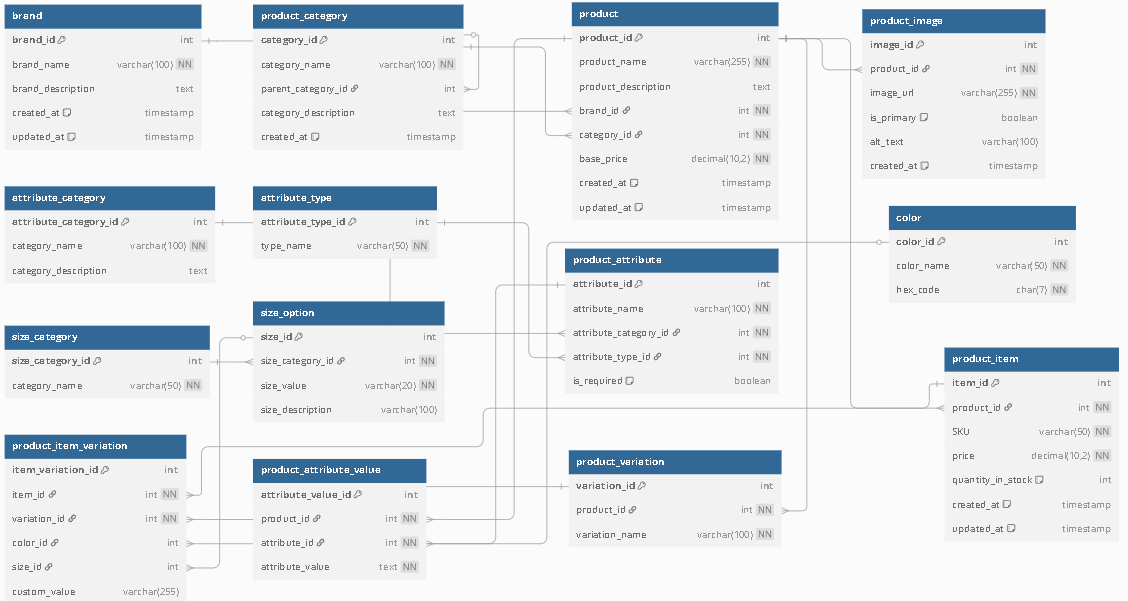 brand
brand_id int
brand_name varchar(100) NN
brand_description text
created_at timestamp
updated_at timestamp
product_category
category_id int
category_name varchar(100) NN
parent_category_id int
category_description text
created_at timestamp
product
product_id int
product_name varchar(255) NN
product_description text
brand_id int NN
category_id int NN
base_price decimal(10,2) NN
created_at timestamp
updated_at timestamp
product_image
image_id int
product_id int NN
image_url varchar(255) NN
is_primary boolean
alt_text varchar(100)
created_at timestamp
attribute_category
attribute_category_id int
category_name varchar(100) NN
category_description text
attribute_type
attribute_type_id int
type_name varchar(50) NN
color
color_id int
color_name varchar(50) NN
hex_code char(7) NN
product_attribute
attribute_id int
attribute_name varchar(100) NN
attribute_category_id int NN
attribute_type_id int NN
is_required boolean
size_category
size_category_id int
category_name varchar(50) NN
size_option
size_id int
size_category_id int NN
size_value varchar(20) NN
size_description varchar(100)
product_item
item_id int
product_id int NN
SKU varchar(50) NN
price decimal(10,2) NN
quantity_in_stock int
created_at timestamp
updated_at timestamp
product_item_variation
item_variation_id int
item_id int NN
variation_id int NN
color_id int
size_id int
custom_value varchar(255)
product_attribute_value
attribute_value_id int
product_id int NN
attribute_id int NN
attribute_value text NN
product_variation
variation_id int
product_id int NN
variation_name varchar(100) NN